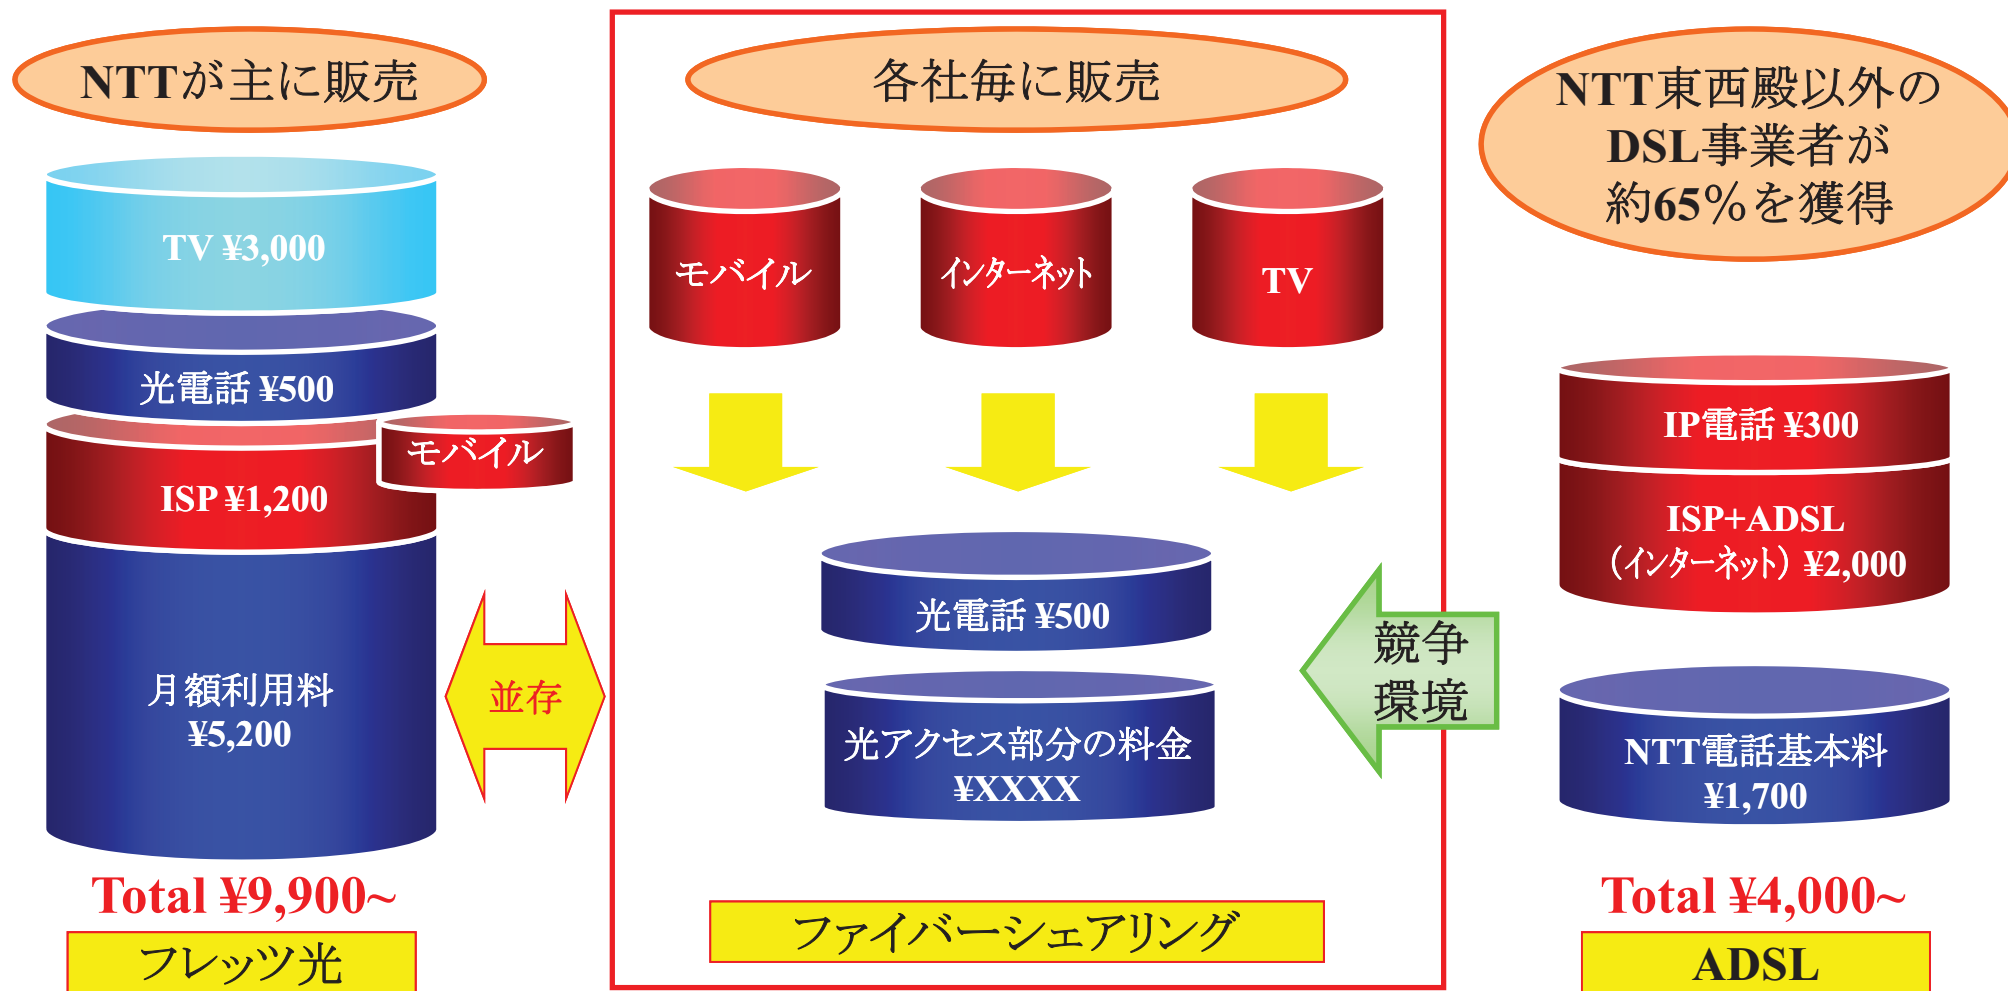 NTTが主に販売
TV ¥3,000
光電話 ¥500
モバイル
ISP ¥1,200
月額利用料
¥5,200
Total ¥9,900~
フレッツ光
並存
各社毎に販売
モバイル
インターネット
TV
光電話 ¥500
光アクセス部分の料金
¥XXXX
ファイバーシェアリング
競争
環境
NTT東西殿以外の
DSL事業者が
約65%を獲得
IP電話 ¥300
ISP+ADSL
（インターネット）¥2,000
NTT電話基本料
¥1,700
Total ¥4,000~
ADSL